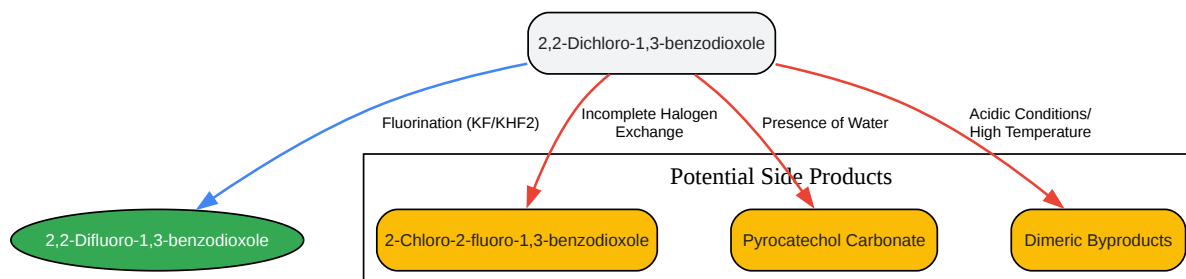 2,2-Dichloro-1,3-benzodioxole
Fluorination (KF/KHF2)
Incomplete Halogen
Exchange
Presence of Water
Acidic Conditions/
High Temperature
Potential Side Products
2,2-Difluoro-1,3-benzodioxole
2-Chloro-2-fluoro-1,3-benzodioxole
Pyrocatechol Carbonate
Dimeric Byproducts